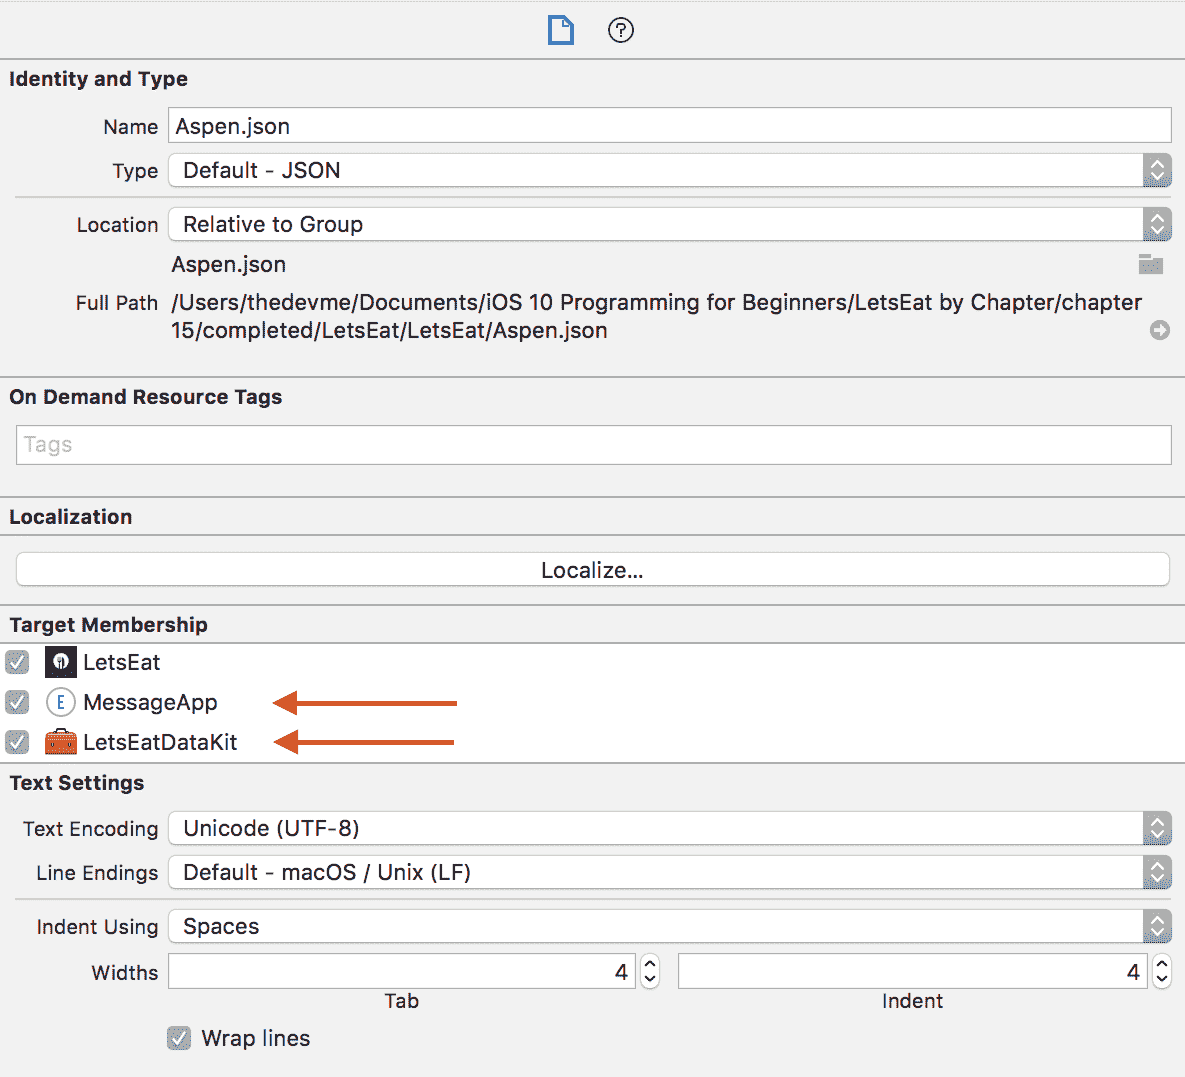 ?
Identity and Type
Name Aspen.json
Type Default - JSON
Location Relative to Group
Aspen.json
Full Path /Users/thedevme/Documents/iOS 10 Programming for Beginners/LetsEat by Chapter/chapter
15/completed/LetsEat/LetsEat/Aspen.json
On Demand Resource Tags
Tags
Localization
Localize...
Target Membership
LetsEat
E MessageApp
LetsEatDataKit
Text Settings
Text Encoding Unicode (UTF-8)
Line Endings Default - macOS / Unix (LF)
Indent Using Spaces
Widths 4 4
Tab Indent
Wrap lines